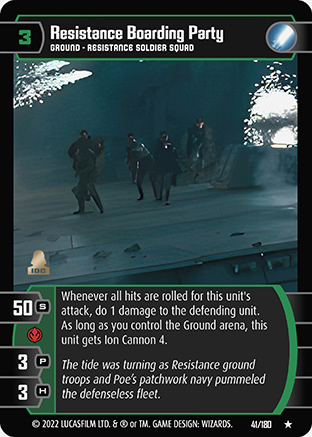 3
Resistance Boarding Party
GROUND - RESISTANCE SOLDIER SQUAD
IDC
50 S
Whenever all hits are rolled for this unit's
attack, do 1 damage to the defending unit.
As long as you control the Ground arena, this
unit gets Ion Cannon 4.
3 P
3 H
The tide was turning as Resistance ground
troops and Poe's patchwork navy pummeled
the defenseless fleet.
© 2022 LUCASFILM LTD. & ® or TM. GAME DESIGN: WIZARDS.
41/180 ★